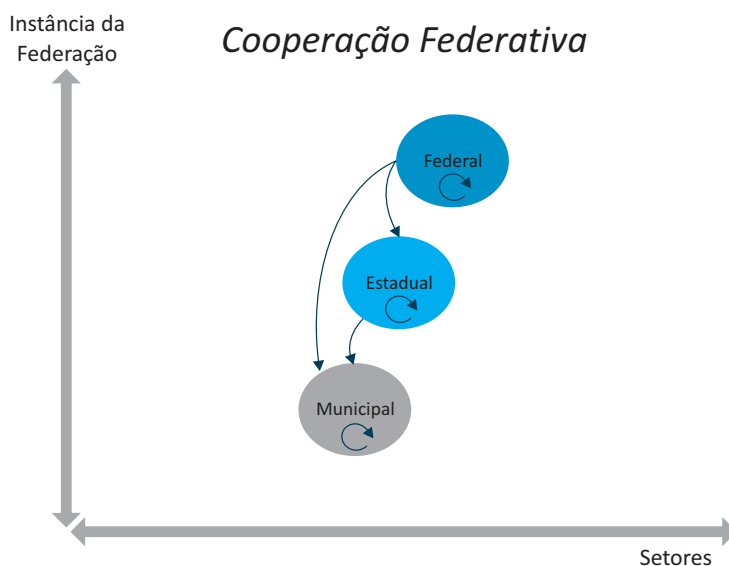 Instância da
Federação
Cooperação Federativa
Federal
Estadual
Municipal
Setores